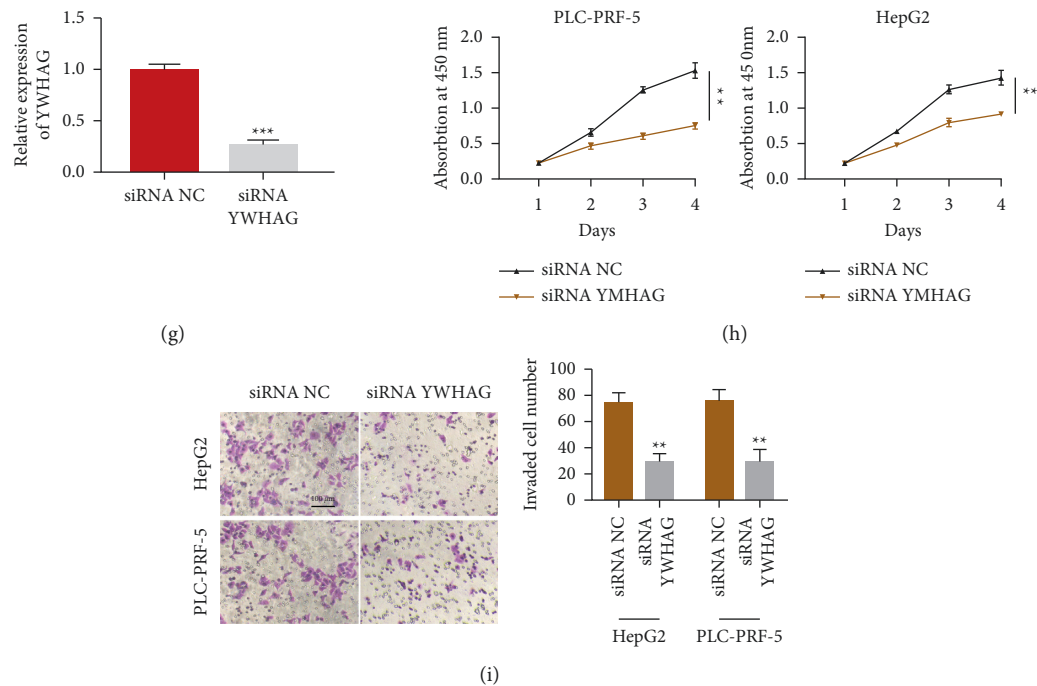 Relative expression
of YWHAG
1.5
1.0
0.5
0.0
***
siRNA NC
siRNA
YWHAG
(g)
PLC-PRF-5
Absorbtion at 450 nm
2.0
1.5
1.0
0.5
0.0
**
1 2 3 4
Days
siRNA NC
siRNA YMHAG
HepG2
Absorbtion at 45 0nm
2.0
1.5
1.0
0.5
0.0
**
1 2 3 4
Days
siRNA NC
siRNA YMHAG
(h)
siRNA NC siRNA YWHAG
HepG2
100 μm
PLC-PRF-5
Invaded cell number
100
80
60
40
20
0
**
**
siRNA NC
siRNA
YWHAG
siRNA NC
siRNA
YWHAG
HepG2 PLC-PRF-5
(i)